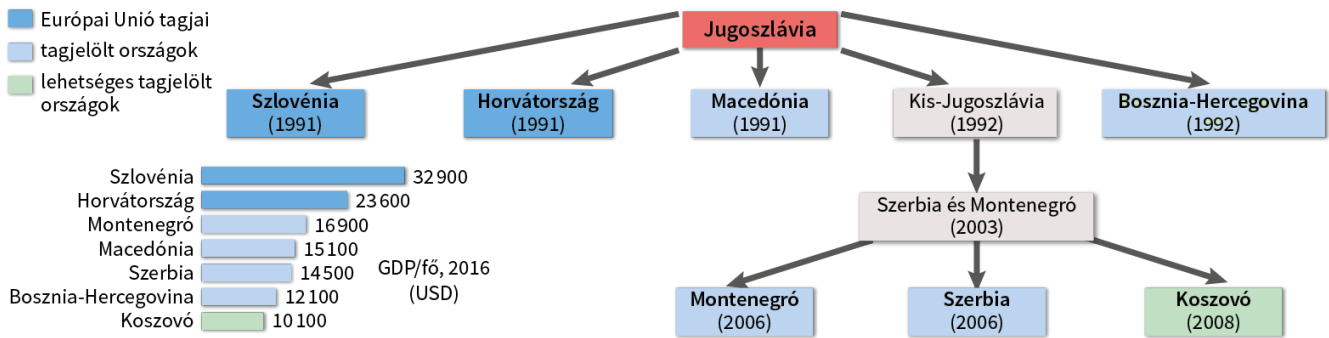 Európai Unió tagjai
tagjelölt országok
lehetséges tagjelölt
országok
Jugoszlávia
Szlovénia
(1991)
Horvátország
(1991)
Macedónia
(1991)
Kis-Jugoszlávia
(1992)
Bosznia-Hercegovina
(1992)
Szerbia és Montenegró
(2003)
Montenegró
(2006)
Szerbia
(2006)
Koszovó
(2008)
Szlovénia 32 900
Horvátország 23 600
Montenegró 16 900
Macedónia 15 100
Szerbia 14 500
Bosznia-Hercegovina 12 100
Koszovó 10 100
GDP/fő, 2016
(USD)